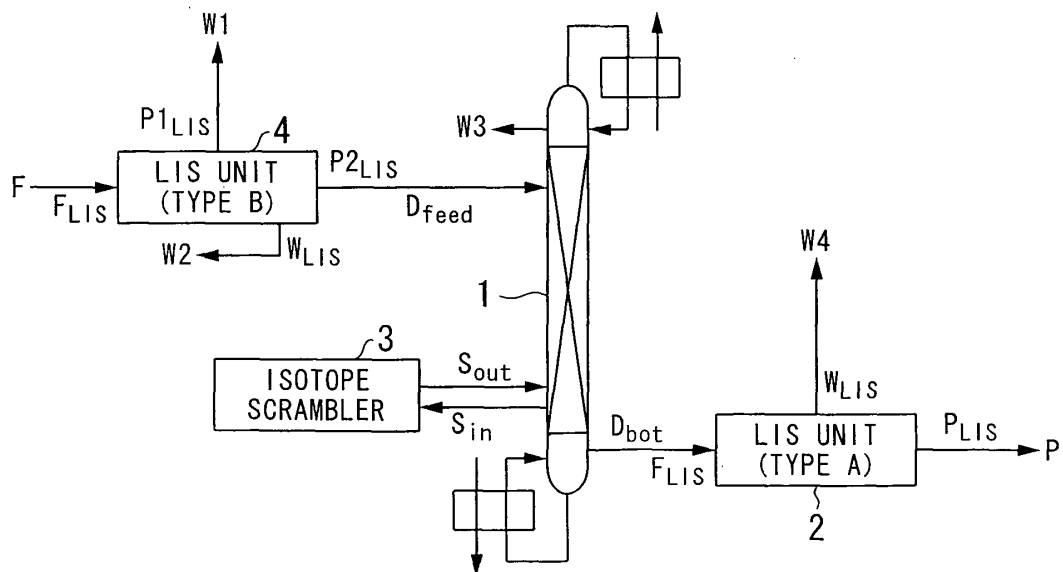 W1
P1LIS
4
W3
F
FLIS
LIS UNIT
(TYPE B)
P2LIS
Dfeed
W2
WLIS
W4
1
3
ISOTOPE
SCRAMBLER
Sout
Sin
WLIS
Dbot
FLIS
LIS UNIT
(TYPE A)
PLIS
P
2